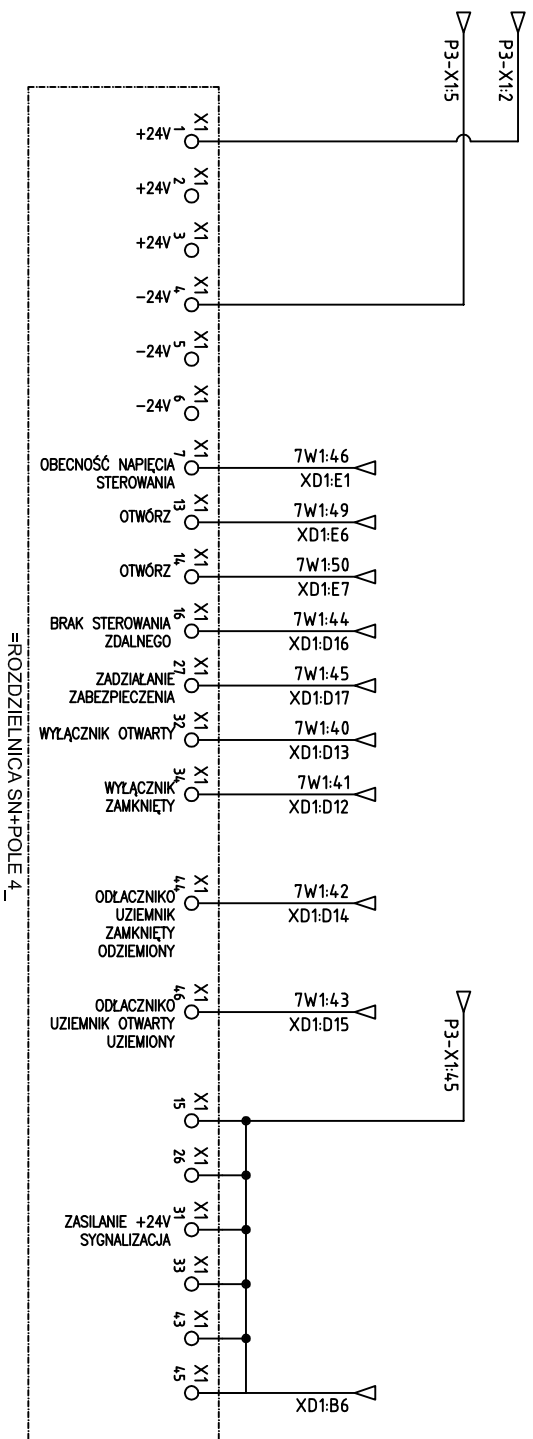 P3-X1:2
P3-X1:5
X1
1
+24V
X1
2
+24V
X1
3
+24V
X1
4
-24V
X1
5
-24V
X1
6
-24V
X1
7
OBECNOŚĆ NAPIĘCIA
STEROWANIA
7W1:46
XD1:E1
X1
13
OTWÓRZ
7W1:49
XD1:E6
X1
14
OTWÓRZ
7W1:50
XD1:E7
X1
16
BRAK STEROWANIA
ZDALNEGO
7W1:44
XD1:D16
X1
27
ZADZIAŁANIE
ZABEZPIECZENIA
7W1:45
XD1:D17
X1
32
WYŁĄCZNIK OTWARTY
7W1:40
XD1:D13
X1
34
WYŁĄCZNIK
ZAMKNIĘTY
7W1:41
XD1:D12
X1
44
ODŁACZNIKO
UZIEMNIK
ZAMKNIĘTY
ODZIEMIONY
7W1:42
XD1:D14
X1
46
ODŁACZNIKO
UZIEMNIK OTWARTY
UZIEMIONY
7W1:43
XD1:D15
P3-X1:45
X1
15
X1
26
X1
31
ZASILANIE +24V
SYGNALIZACJA
X1
33
X1
43
X1
45
XD1:B6
=ROZDZIELNICA SN+POLE 4_